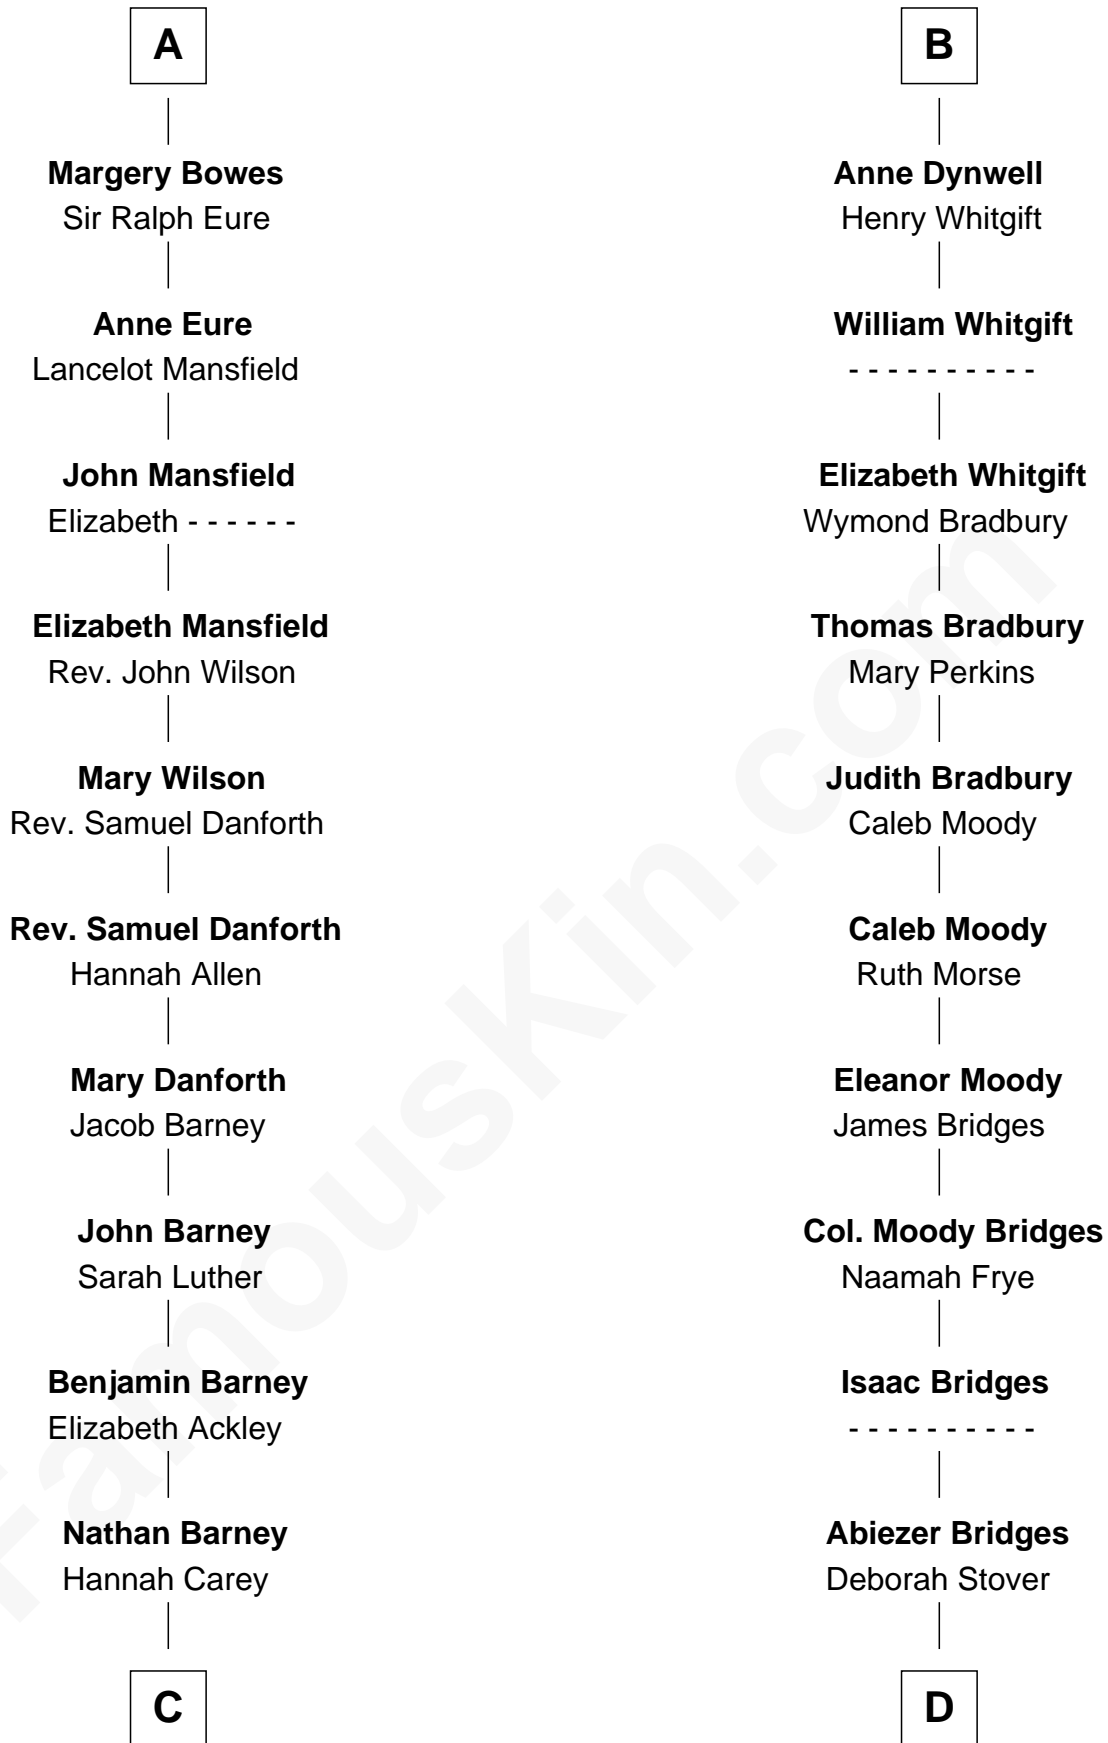 A
Margery Bowes
Sir Ralph Eure
Anne Eure
Lancelot Mansfield
John Mansfield
Elizabeth - - - - - -
Elizabeth Mansfield
Rev. John Wilson
Mary Wilson
Rev. Samuel Danforth
Rev. Samuel Danforth
Hannah Allen
Mary Danforth
Jacob Barney
John Barney
Sarah Luther
Benjamin Barney
Elizabeth Ackley
Nathan Barney
Hannah Carey
C
B
Anne Dynwell
Henry Whitgift
William Whitgift
- - - - - - - - - -
Elizabeth Whitgift
Wymond Bradbury
Thomas Bradbury
Mary Perkins
Judith Bradbury
Caleb Moody
Caleb Moody
Ruth Morse
Eleanor Moody
James Bridges
Col. Moody Bridges
Naamah Frye
Isaac Bridges
- - - - - - - - - -
Abiezer Bridges
Deborah Stover
D
FamousKin.com